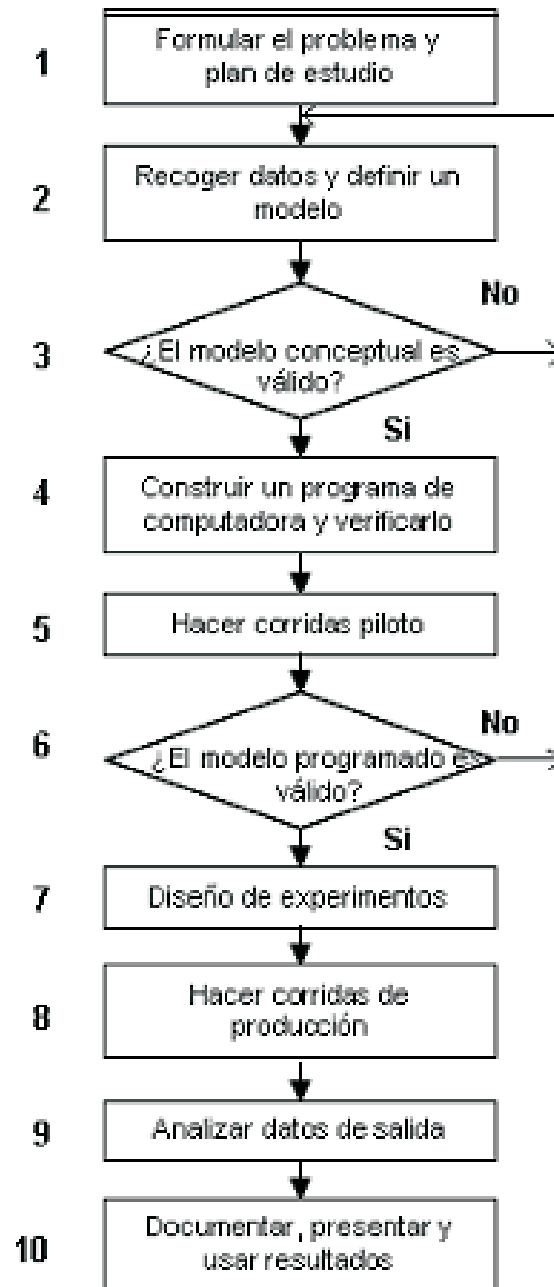 1
Formular el problema y
plan de estudio
2
Recoger datos y definir un
modelo
No
3
¿El modelo conceptual es
válido?
Si
4
Construir un programa de
computadora y verificarlo
5
Hacer corridas piloto
No
6
¿El modelo programado es
válido?
Si
7
Diseño de experimentos
8
Hacer corridas de
producción
9
Analizar datos de salida
10
Documentar, presentar y
usar resultados